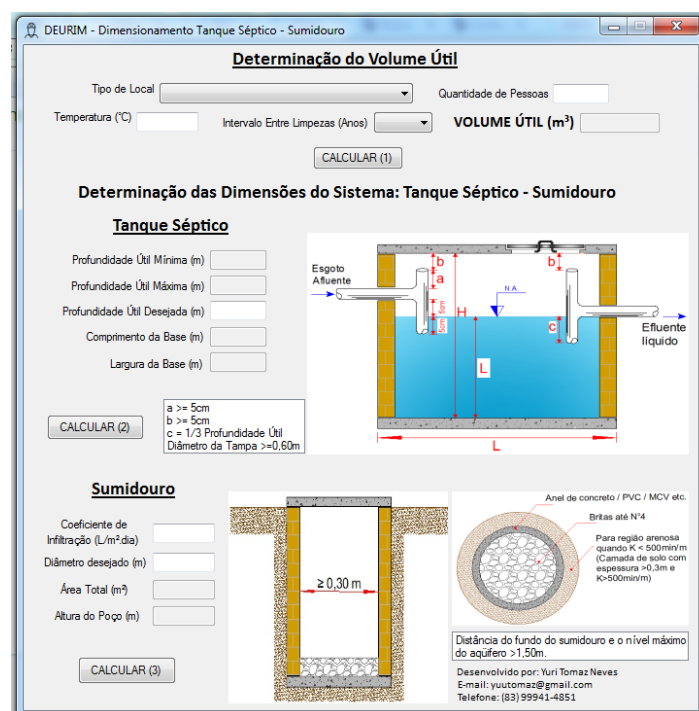 DEURIM - Dimensionamento Tanque Séptico - Sumidouro
Determinação do Volume Útil
Tipo de Local
Quantidade de Pessoas
Temperatura (°C)
Intervalo Entre Limpezas (Anos)
VOLUME ÚTIL (m³)
CALCULAR (1)
Determinação das Dimensões do Sistema: Tanque Séptico - Sumidouro
Tanque Séptico
Profundidade Útil Mínima (m)
Profundidade Útil Máxima (m)
Profundidade Útil Desejada (m)
Comprimento da Base (m)
Largura da Base (m)
CALCULAR (2)
a >= 5cm
b >= 5cm
c = 1/3 Profundidade Útil
Diâmetro da Tampa >=0,60m
Esgoto
Afluente
b
a
5cm
5cm
H
N.A.
L
b
c
Efluente
líquido
L
Sumidouro
Coeficiente de
Infiltração (L/m².dia)
Diâmetro desejado (m)
Área Total (m²)
Altura do Poço (m)
CALCULAR (3)
≥ 0,30 m
Anel de concreto / PVC / MCV etc.
Britas até N°4
Para região arenosa
quando K < 500min/m
(Camada de solo com
espessura >0,3m e
K>500min/m)
Distância do fundo do sumidouro e o nível máximo
do aqüífero >1,50m.
Desenvolvido por: Yuri Tomaz Neves
E-mail: yuutomaz@gmail.com
Telefone: (83) 99941-4851